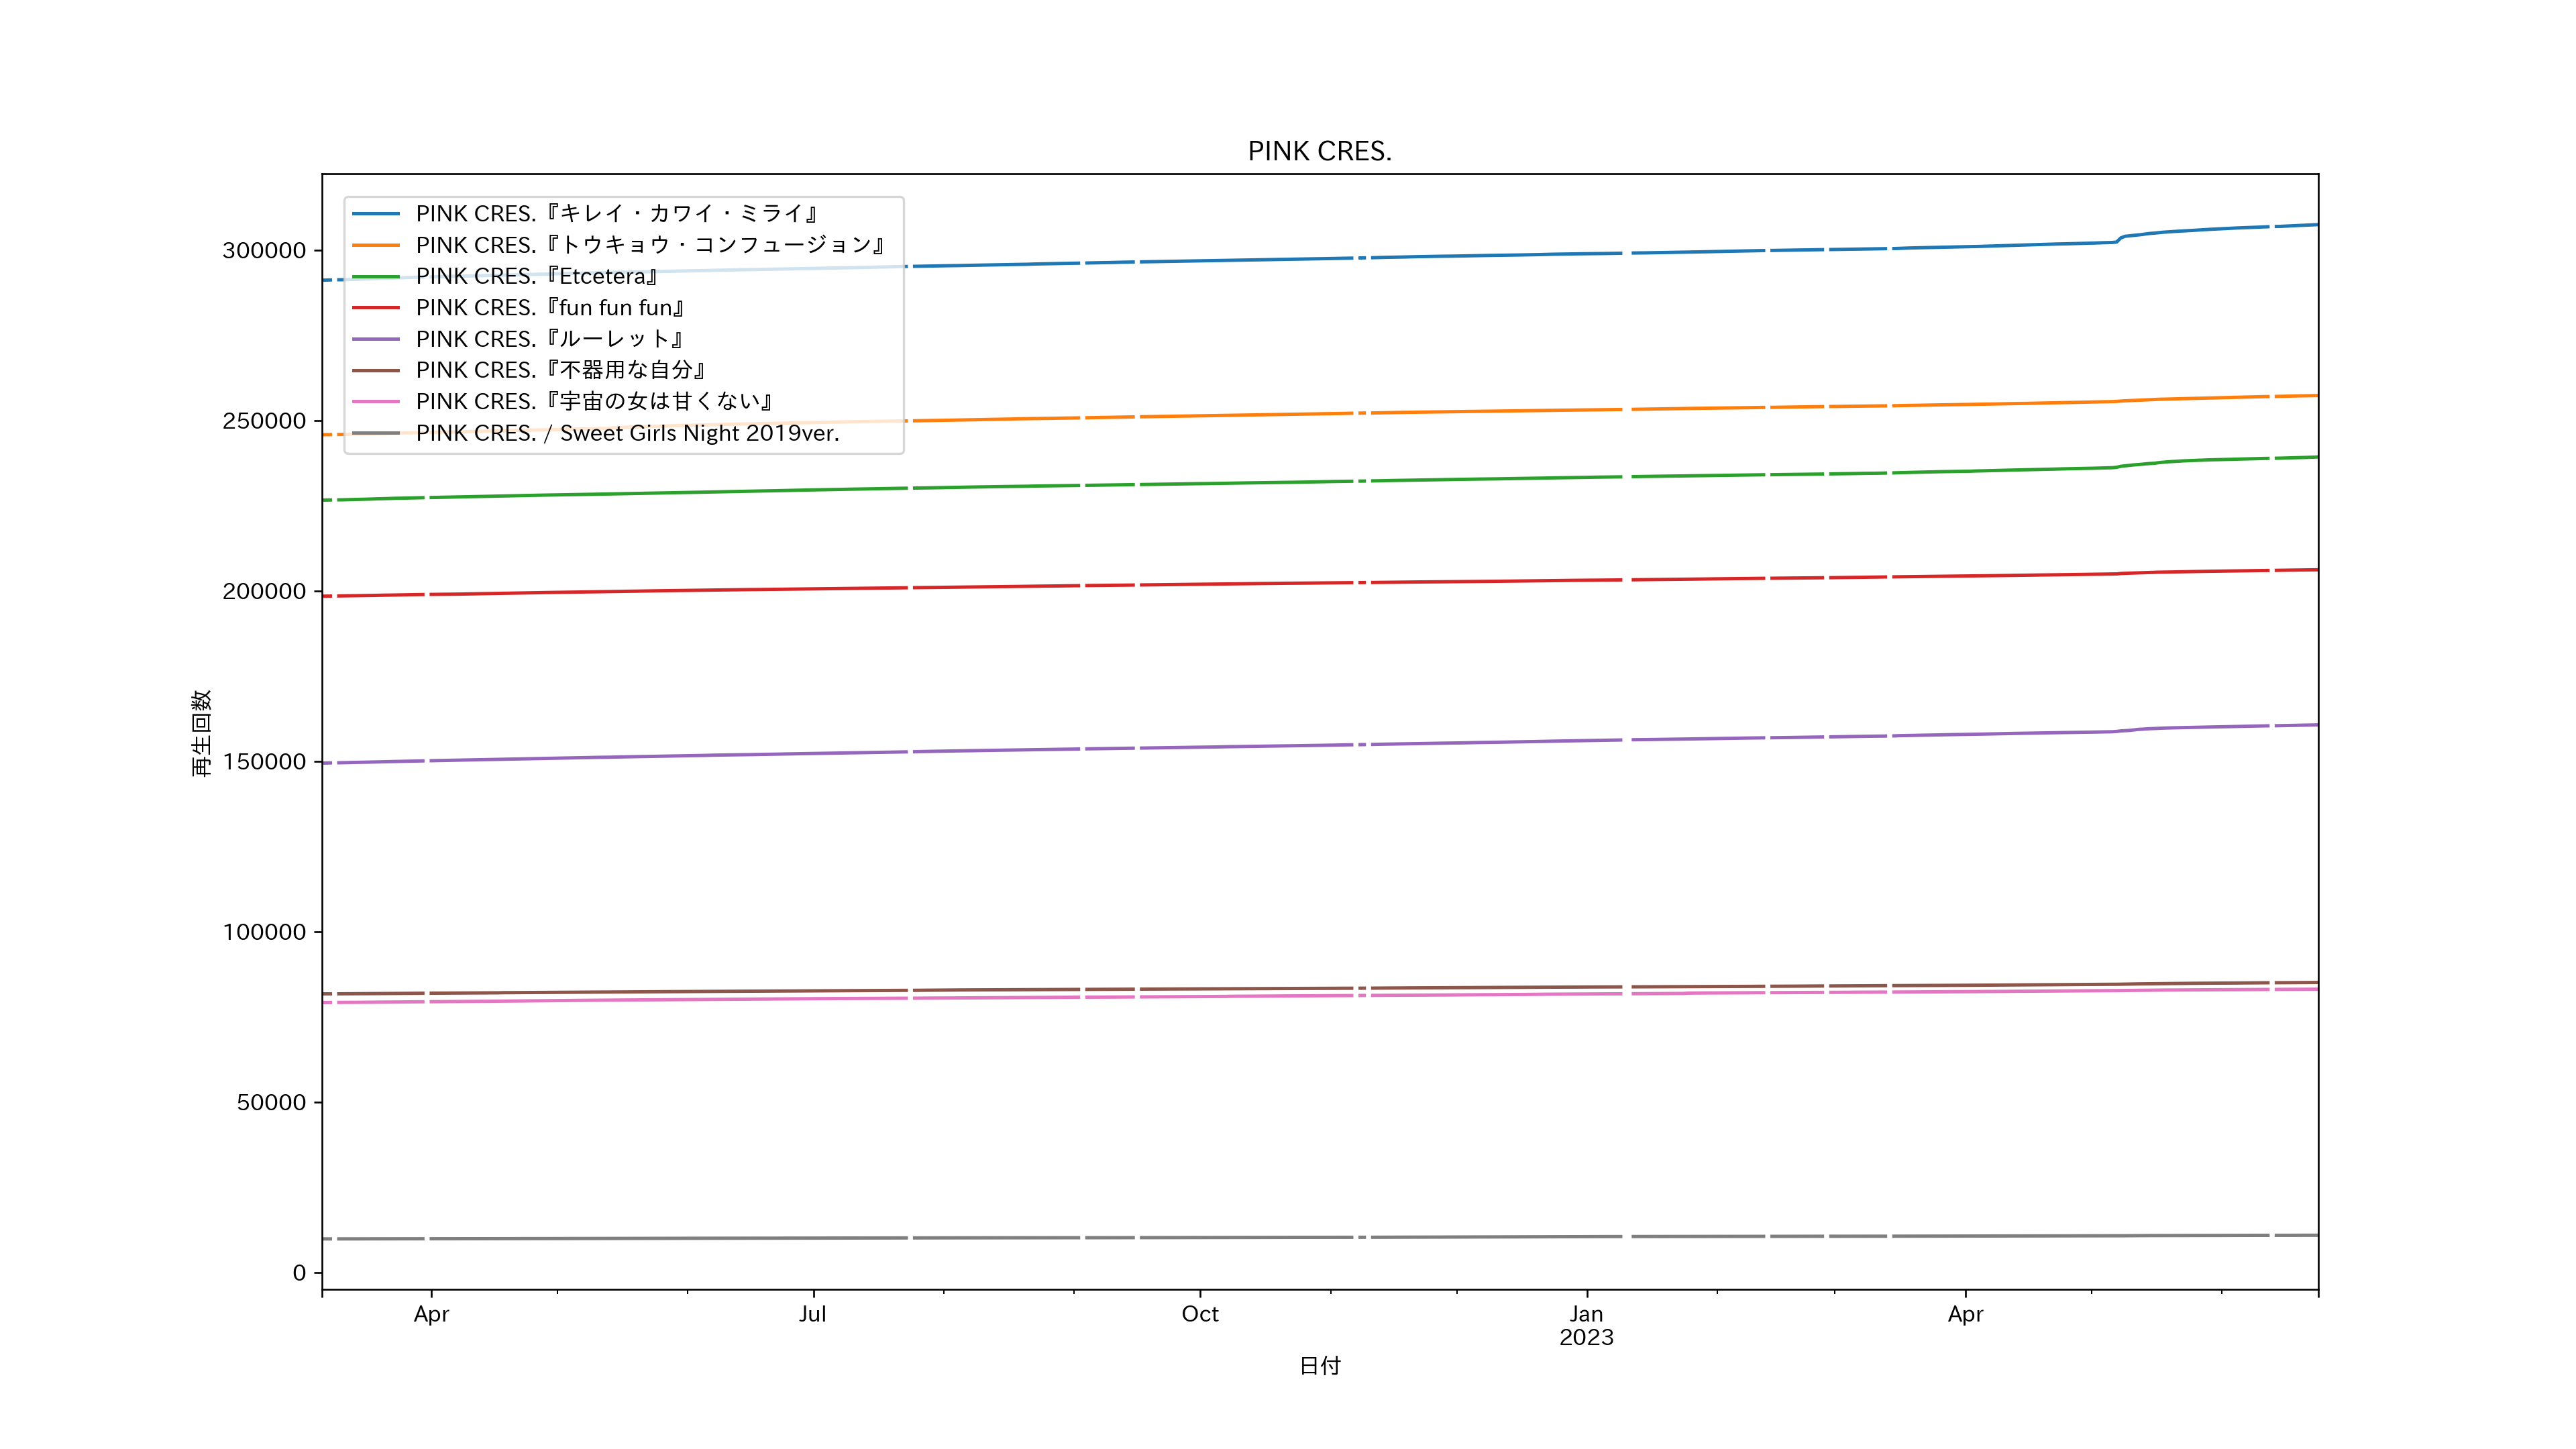 PINK CRES.
PINK CRES.『キレイ・カワイ・ミライ』
PINK CRES.『トウキョウ・コンフュージョン』
PINK CRES.『Etcetera』
PINK CRES.『fun fun fun』
PINK CRES.『ルーレット』
PINK CRES.『不器用な自分』
PINK CRES.『宇宙の女は甘くない』
PINK CRES. / Sweet Girls Night 2019ver.
再生回数
300000
250000
200000
150000
100000
50000
0
Apr Jul Oct Jan Apr
2023
日付